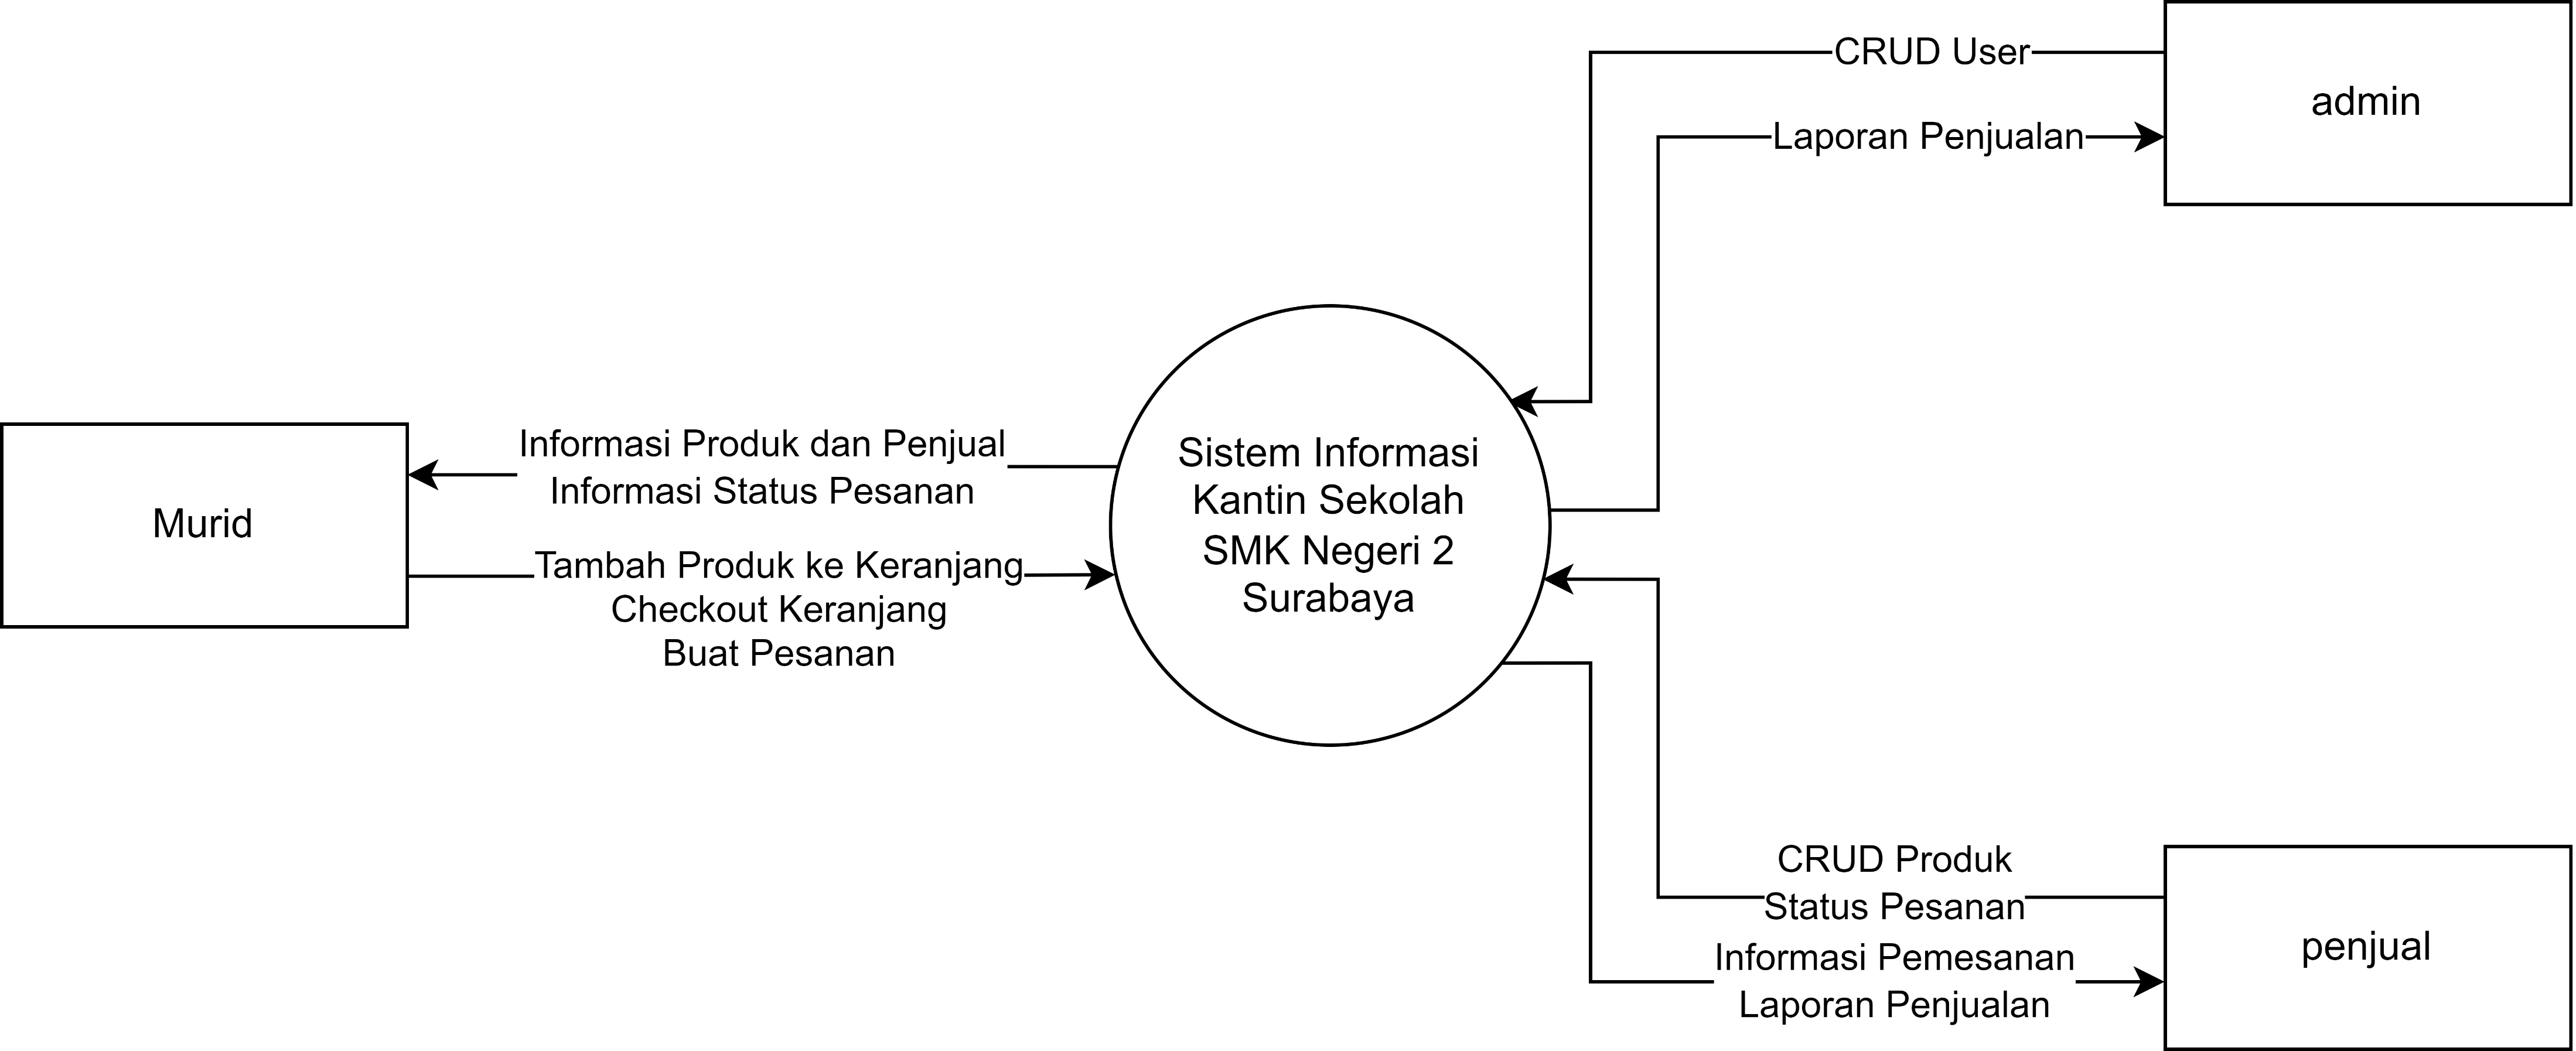 CRUD User
admin
Laporan Penjualan
Informasi Produk dan Penjual
Informasi Status Pesanan
Murid
Tambah Produk ke Keranjang
Checkout Keranjang
Buat Pesanan
Sistem Informasi
Kantin Sekolah
SMK Negeri 2
Surabaya
CRUD Produk
Status Pesanan
Informasi Pemesanan
Laporan Penjualan
penjual